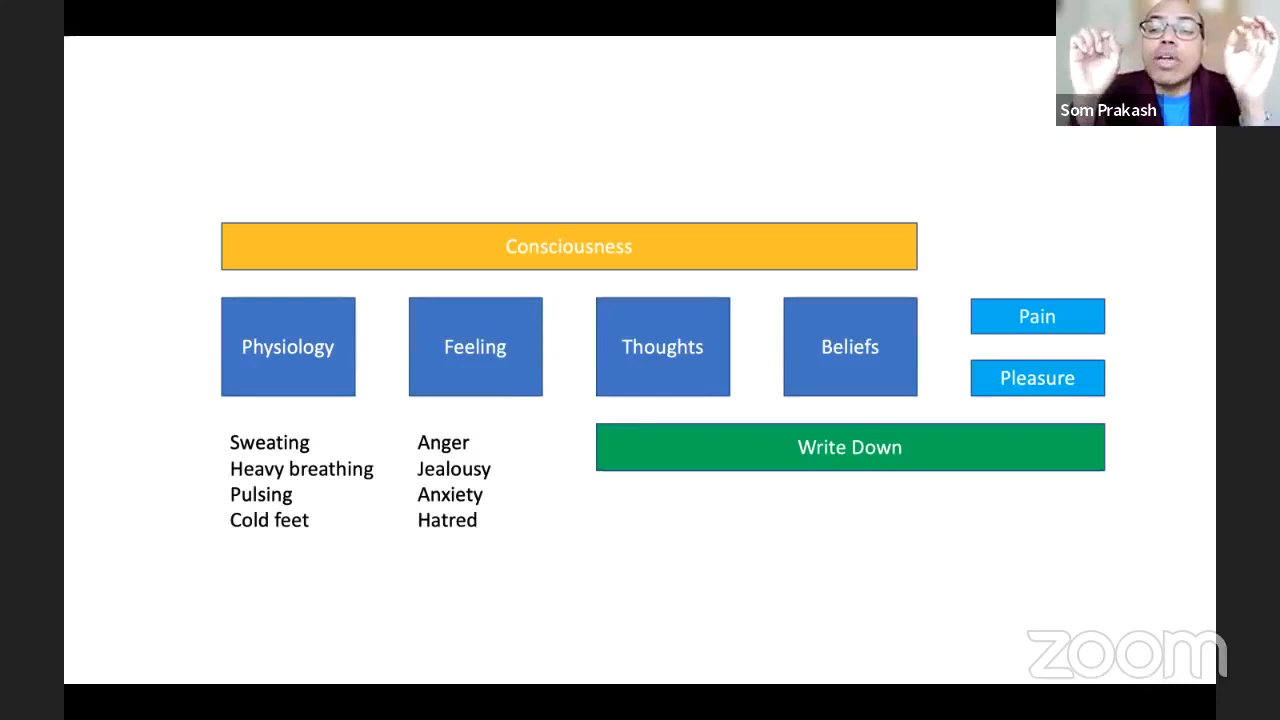 Som Prakash
Consciousness
Physiology
Feeling
Thoughts
Beliefs
Pain
Pleasure
Write Down
Sweating
Heavy breathing
Pulsing
Cold feet
Anger
Jealousy
Anxiety
Hatred
zoom